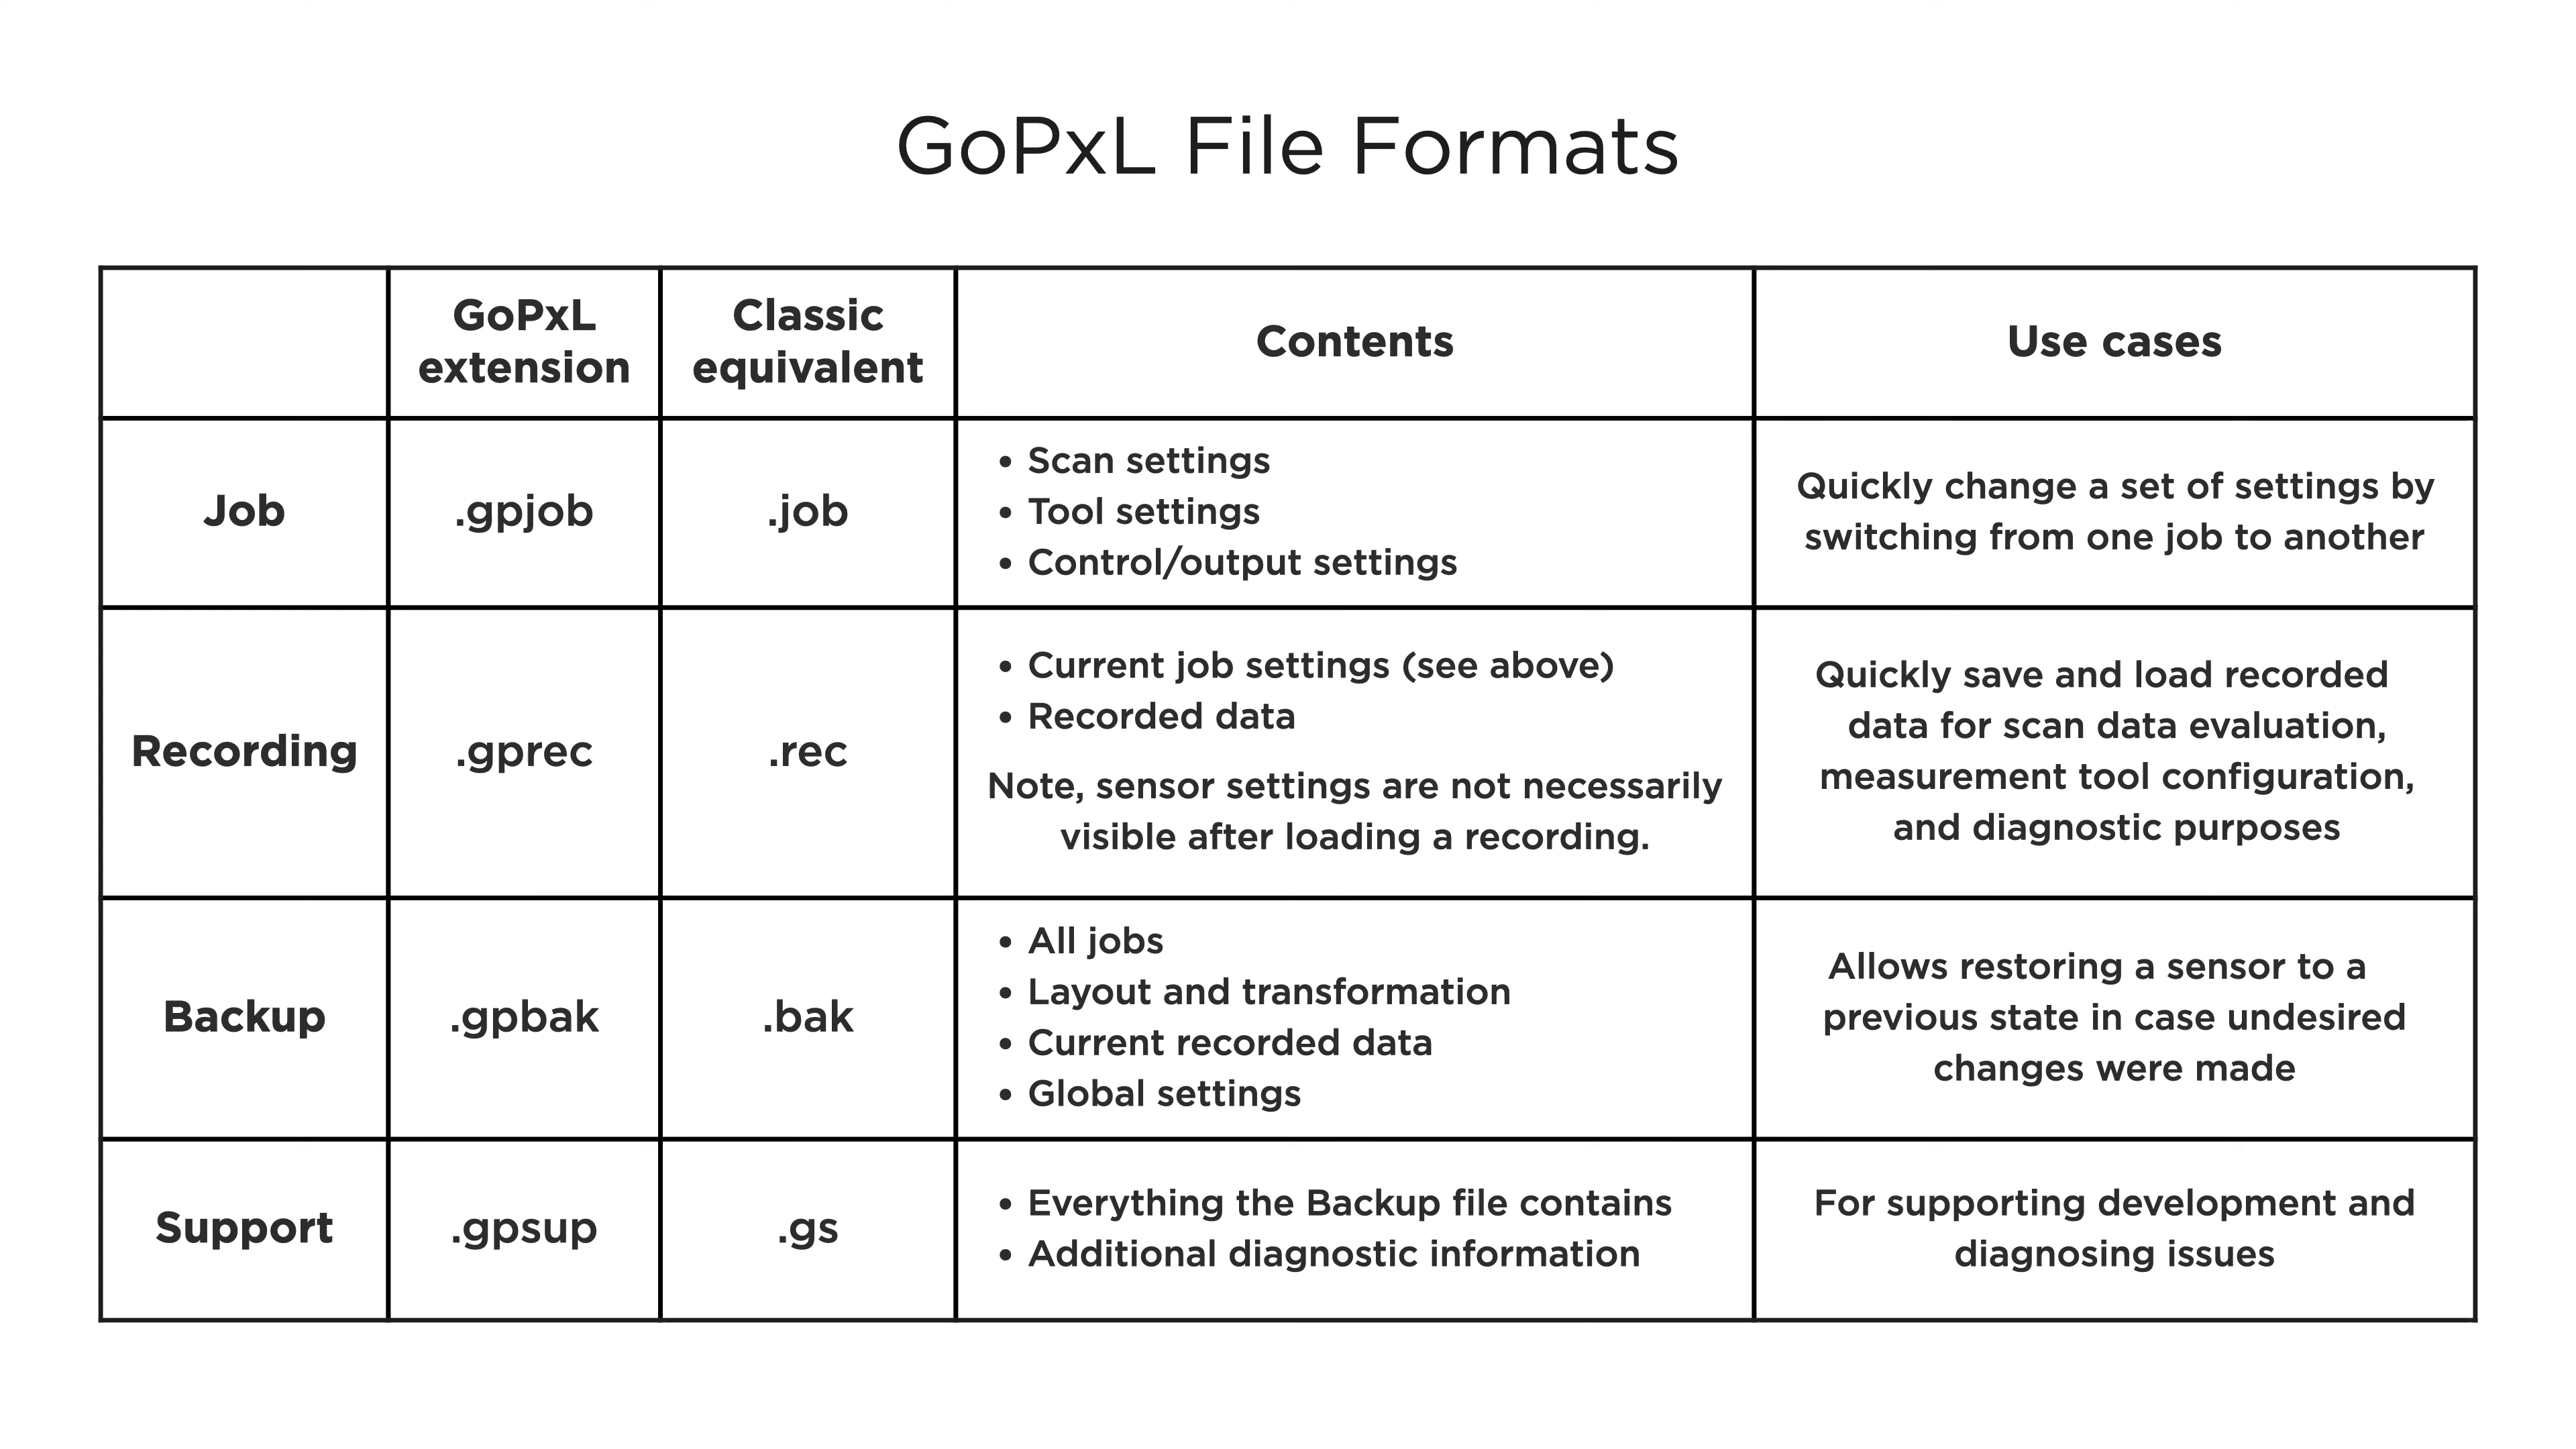 GoPxL File Formats
GoPxL extension
Classic equivalent
Contents
Use cases
Job
.gpjob
.job
• Scan settings
• Tool settings
• Control/output settings
Quickly change a set of settings by
switching from one job to another
Recording
.gprec
.rec
• Current job settings (see above)
• Recorded data
Note, sensor settings are not necessarily
visible after loading a recording.
Quickly save and load recorded
data for scan data evaluation,
measurement tool configuration,
and diagnostic purposes
Backup
.gpbak
.bak
• All jobs
• Layout and transformation
• Current recorded data
• Global settings
Allows restoring a sensor to a
previous state in case undesired
changes were made
Support
.gpsup
.gs
• Everything the Backup file contains
• Additional diagnostic information
For supporting development and
diagnosing issues